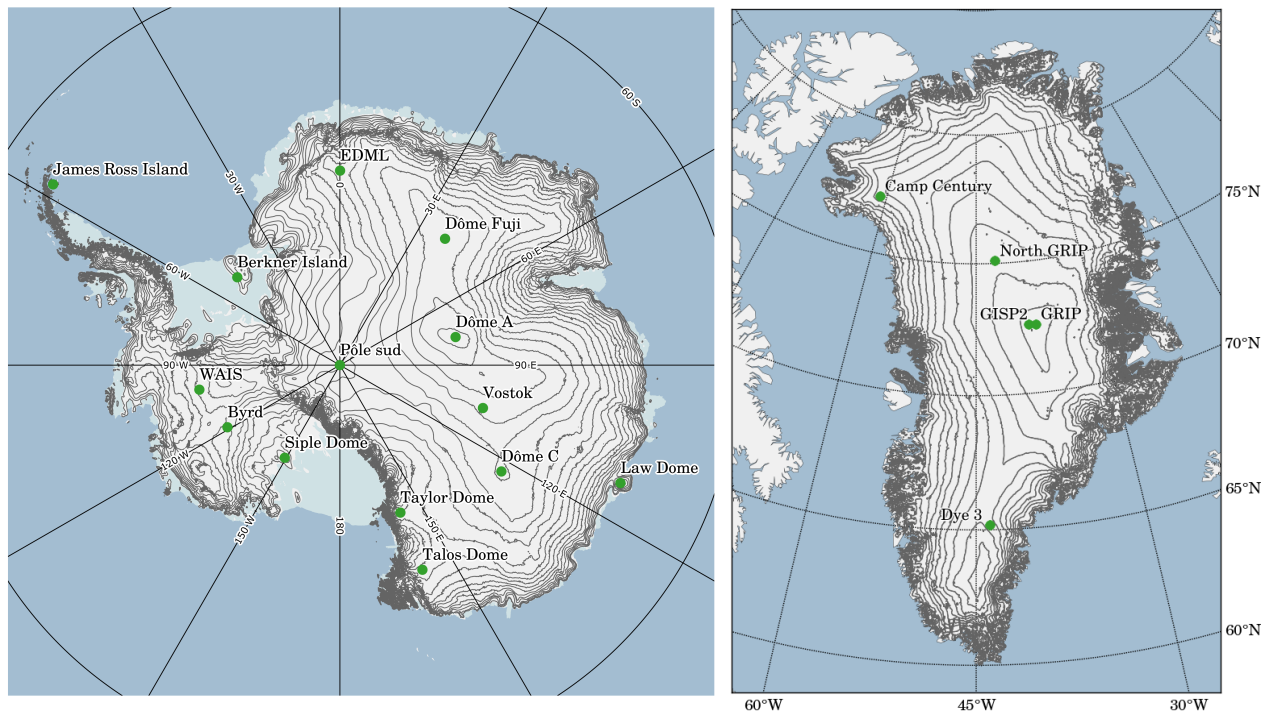 60°S
EDML
James Ross Island
0
30°W
30°E
Dôme Fuji
60°E
Berkner Island
60°W
Dôme A
Pôle sud
90°W
90°E
WAIS
Vostok
Byrd
Siple Dome
Dôme C
120°W
Law Dome
120°E
Taylor Dome
150°W
180
150°E
Talos Dome
Camp Century
75°N
North GRIP
GISP2
GRIP
70°N
65°N
Dye 3
60°N
60°W
45°W
30°W